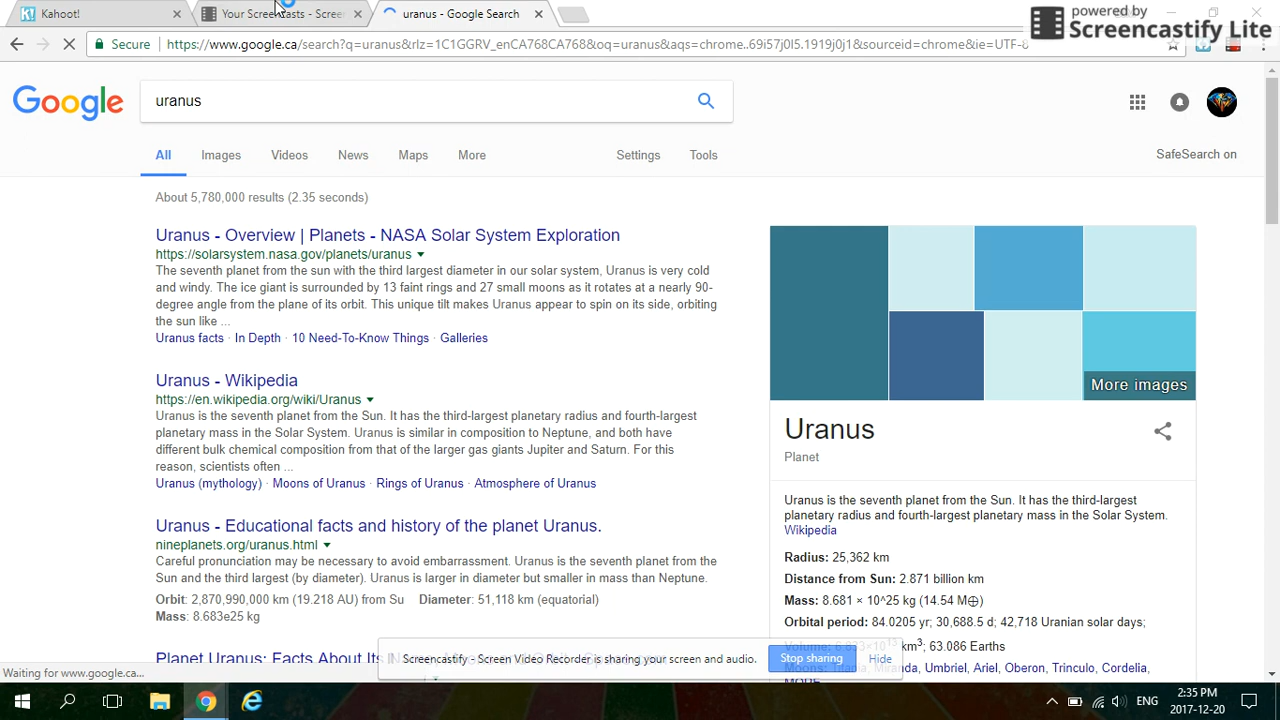 Kahoot!
Your Screencasts - Screen
uranus - Google Search
powered by
Screencastify Lite
Secure
https://www.google.ca/search?q=uranus&rlz=1C1GGRV_enCA768CA768&oq=uranus&aqs=chrome..69i57j0l5.1919j0j1&sourceid=chrome&ie=UTF-8
Google
uranus
All Images Videos News Maps More Settings Tools
SafeSearch on
About 5,780,000 results (2.35 seconds)
Uranus - Overview | Planets - NASA Solar System Exploration
https://solarsystem.nasa.gov/planets/uranus
The seventh planet from the sun with the third largest diameter in our solar system, Uranus is very cold
and windy. The ice giant is surrounded by 13 faint rings and 27 small moons as it rotates at a nearly 90-
degree angle from the plane of its orbit. This unique tilt makes Uranus appear to spin on its side, orbiting
the sun like ...
Uranus facts · In Depth · 10 Need-To-Know Things · Galleries
Uranus - Wikipedia
https://en.wikipedia.org/wiki/Uranus
Uranus is the seventh planet from the Sun. It has the third-largest planetary radius and fourth-largest
planetary mass in the Solar System. Uranus is similar in composition to Neptune, and both have
different bulk chemical composition from that of the larger gas giants Jupiter and Saturn. For this
reason, scientists often ...
Uranus (mythology) · Moons of Uranus · Rings of Uranus · Atmosphere of Uranus
Uranus - Educational facts and history of the planet Uranus.
nineplanets.org/uranus.html
Careful pronunciation may be necessary to avoid embarrassment. Uranus is the seventh planet from the
Sun and the third largest (by diameter). Uranus is larger in diameter but smaller in mass than Neptune.
Orbit: 2,870,990,000 km (19.218 AU) from Su Diameter: 51,118 km (equatorial)
Mass: 8.683e25 kg
Planet Uranus: Facts About Its
More images
Uranus
Planet
Uranus is the seventh planet from the Sun. It has the third-largest
planetary radius and fourth-largest planetary mass in the Solar System.
Wikipedia
Radius: 25,362 km
Distance from Sun: 2.871 billion km
Mass: 8.681 × 10^25 kg (14.54 M⊕)
Orbital period: 84.0205 yr; 30,688.5 d; 42,718 Uranian solar days;
km³; 63.086 Earths
Miranda, Umbriel, Ariel, Oberon, Trinculo, Cordelia,
Screencastify - Screen Video Recorder is sharing your screen and audio.
Stop sharing
Hide
Waiting for www.google.ca...
ENG
2:35 PM
2017-12-20